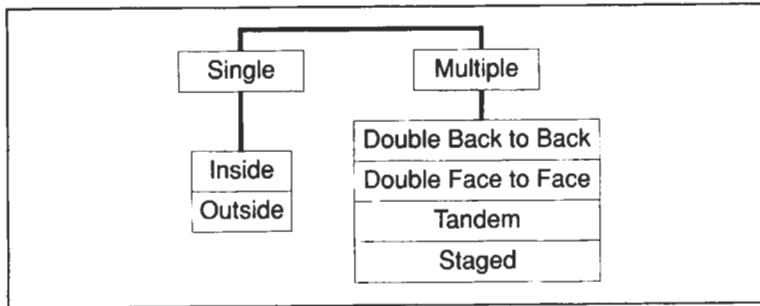 Single
Multiple
Inside
Outside
Double Back to Back
Double Face to Face
Tandem
Staged